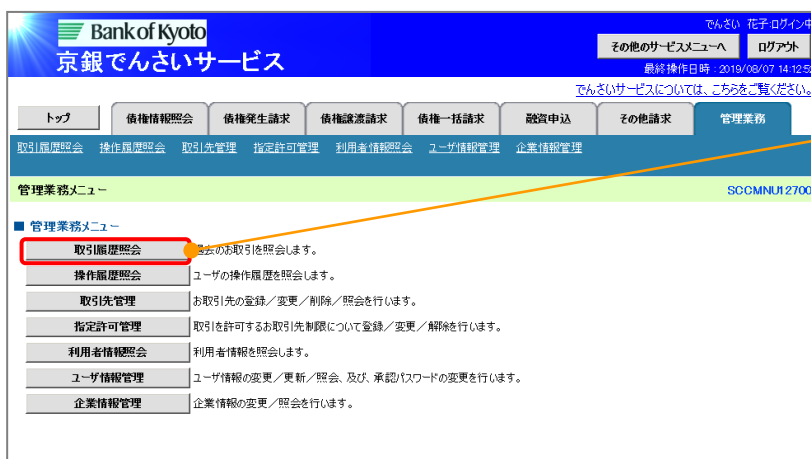 Bank of Kyoto
京銀でんさいサービス
でんさい 花子:ログイン中
その他のサービスメニューへ ログアウト
最終操作日時:2019/08/07 14:12:52
でんさいサービスについては、こちらをご覧ください。
トップ 債権情報照会 債権発生請求 債権譲渡請求 債権一括請求 融資申込 その他請求 管理業務
取引履歴照会 操作履歴照会 取引先管理 指定許可管理 利用者情報照会 ユーザ情報管理 企業情報管理
管理業務メニュー SCCMNU12700
■ 管理業務メニュー
取引履歴照会 過去のお取引を照会します。
操作履歴照会 ユーザの操作履歴を照会します。
取引先管理 お取引先の登録/変更/削除/照会を行います。
指定許可管理 取引を許可するお取引先制限について登録/変更/解除を行います。
利用者情報照会 利用者情報を照会します。
ユーザ情報管理 ユーザ情報の変更/更新/照会、及び、承認パスワードの変更を行います。
企業情報管理 企業情報の変更/照会を行います。